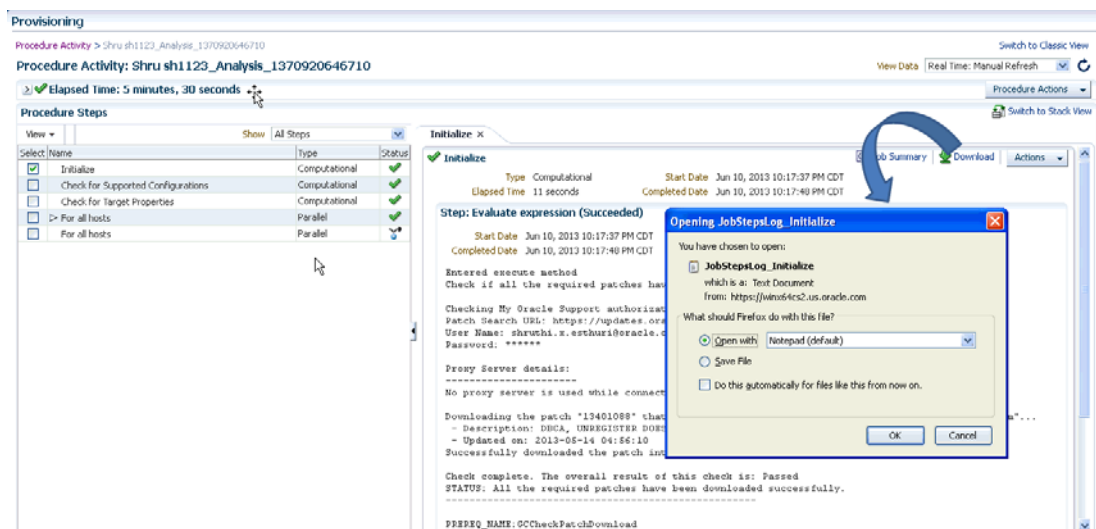 Provisioning
Procedure Activity > Shru sh1123_Analysis_1370920646710
Switch to Classic View
Procedure Activity: Shru sh1123_Analysis_1370920646710
View Data Real Time: Manual Refresh
Elapsed Time: 5 minutes, 30 seconds
Procedure Actions
Procedure Steps
Switch to Stack View
View
Show All Steps
Select Name Type Status
Initialize Computational
Check for Supported Configurations Computational
Check for Target Properties Computational
For all hosts Parallel
For all hosts Parallel
Initialize ×
Initialize
Job Summary Download Actions
Type Computational
Start Date Jun 10, 2013 10:17:37 PM CDT
Elapsed Time 11 seconds
Completed Date Jun 10, 2013 10:17:48 PM CDT
Step: Evaluate expression (Succeeded)
Start Date Jun 10, 2013 10:17:37 PM CDT
Completed Date Jun 10, 2013 10:17:48 PM CDT
Entered execute method
Check if all the required patches hav
Checking My Oracle Support authorizat
Patch Search URL: https://updates.ora
User Name: shruthi.x.esthuri@oracle.c
Password: ******
Proxy Server details:
----------------------
No proxy server is used while connect
Downloading the patch "13401088" that
m"...
- Description: DBCA, UNREGISTER DOES
- Updated on: 2013-05-14 04:56:10
Successfully downloaded the patch int
Check complete. The overall result of this check is: Passed
STATUS: All the required patches have been downloaded successfully.
PREREQ_NAME:GCCheckPatchDownload
Opening JobStepsLog_Initialize
You have chosen to open:
JobStepsLog_Initialize
which is a: Text Document
from: https://winx64cs2.us.oracle.com
What should Firefox do with this file?
Open with Notepad (default)
Save File
Do this automatically for files like this from now on.
OK Cancel